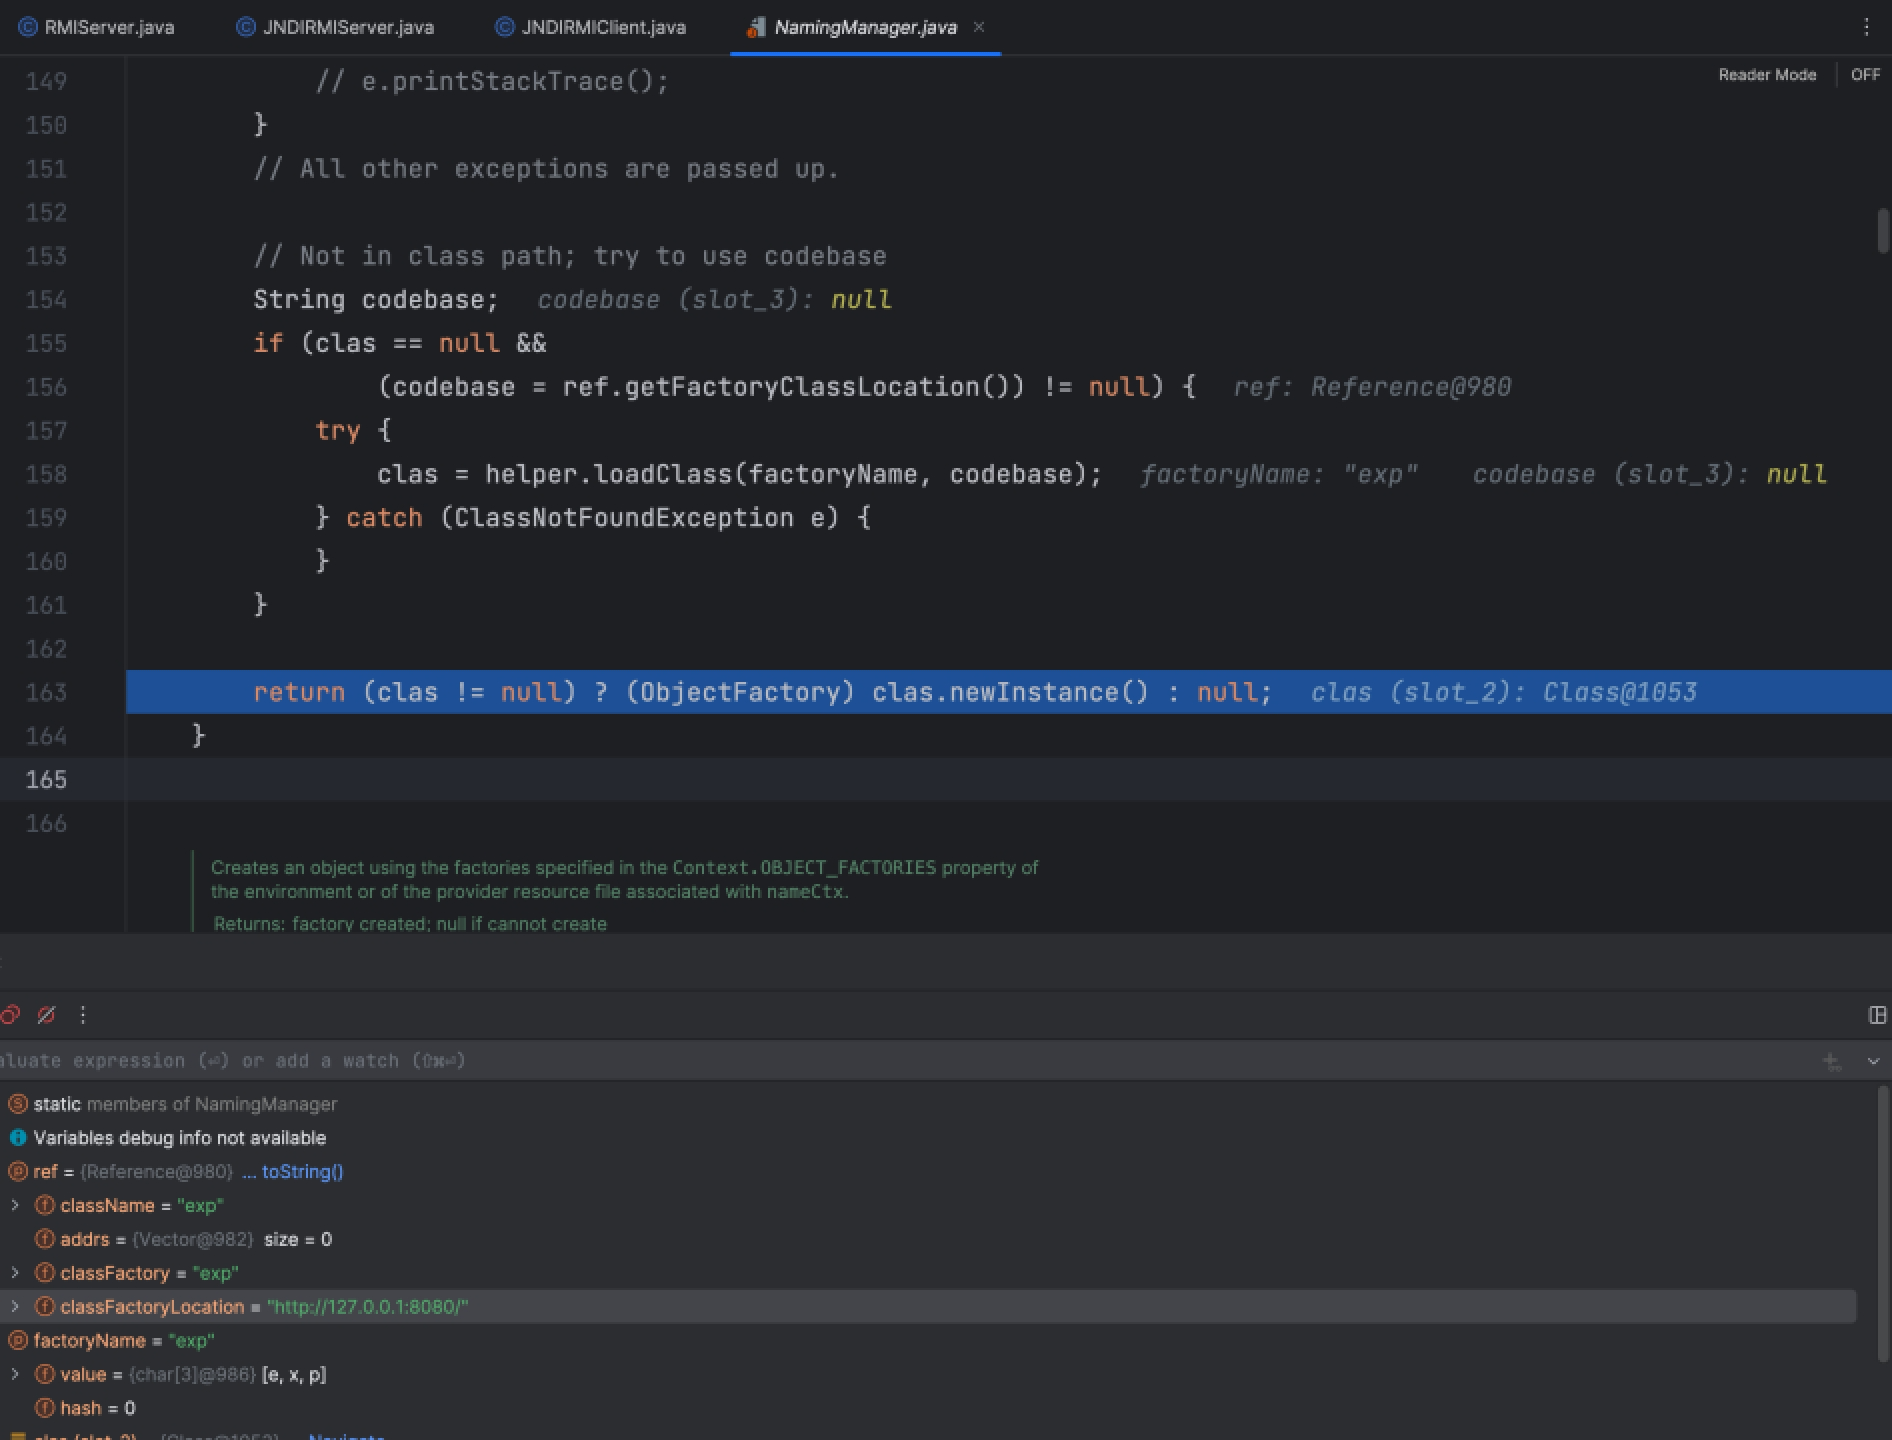 RMIServer.java JNDIRMIServer.java JNDIRMIClient.java NamingManager.java
Reader Mode OFF
149 // e.printStackTrace();
150 }
151 // All other exceptions are passed up.
152
153 // Not in class path; try to use codebase
154 String codebase; codebase (slot_3): null
155 if (clas == null &&
156 (codebase = ref.getFactoryClassLocation()) != null) { ref: Reference@980
157 try {
158 clas = helper.loadClass(factoryName, codebase); factoryName: "exp" codebase (slot_3): null
159 } catch (ClassNotFoundException e) {
160 }
161 }
162
163 return (clas != null) ? (ObjectFactory) clas.newInstance() : null; clas (slot_2): Class@1053
164 }
165
166
Creates an object using the factories specified in the Context.OBJECT_FACTORIES property of
the environment or of the provider resource file associated with nameCtx.
Returns: factory created; null if cannot create
aluate expression (⏎) or add a watch (⇧⌘⏎)
static members of NamingManager
Variables debug info not available
ref = {Reference@980} ... toString()
className = "exp"
addrs = {Vector@982} size = 0
classFactory = "exp"
classFactoryLocation = "http://127.0.0.1:8080/"
factoryName = "exp"
value = {char[3]@986} [e, x, p]
hash = 0